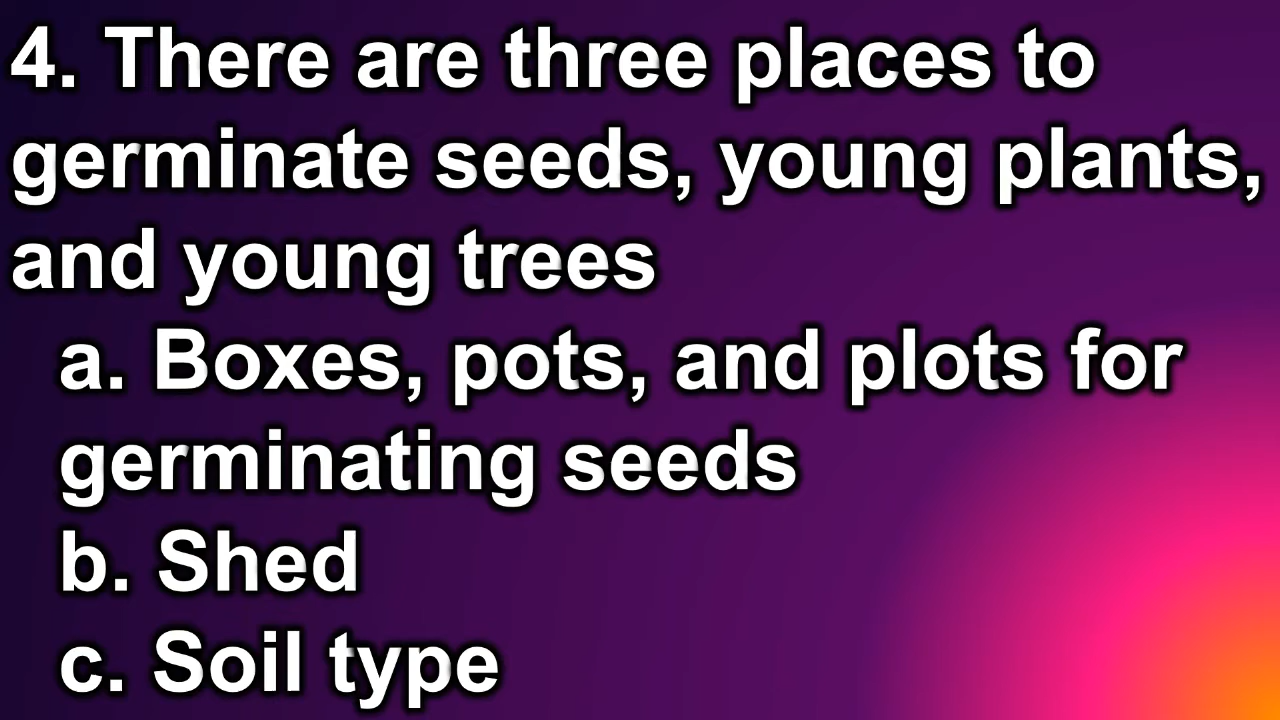 4. There are three places to
germinate seeds, young plants,
and young trees
a. Boxes, pots, and plots for
germinating seeds
b. Shed
c. Soil type